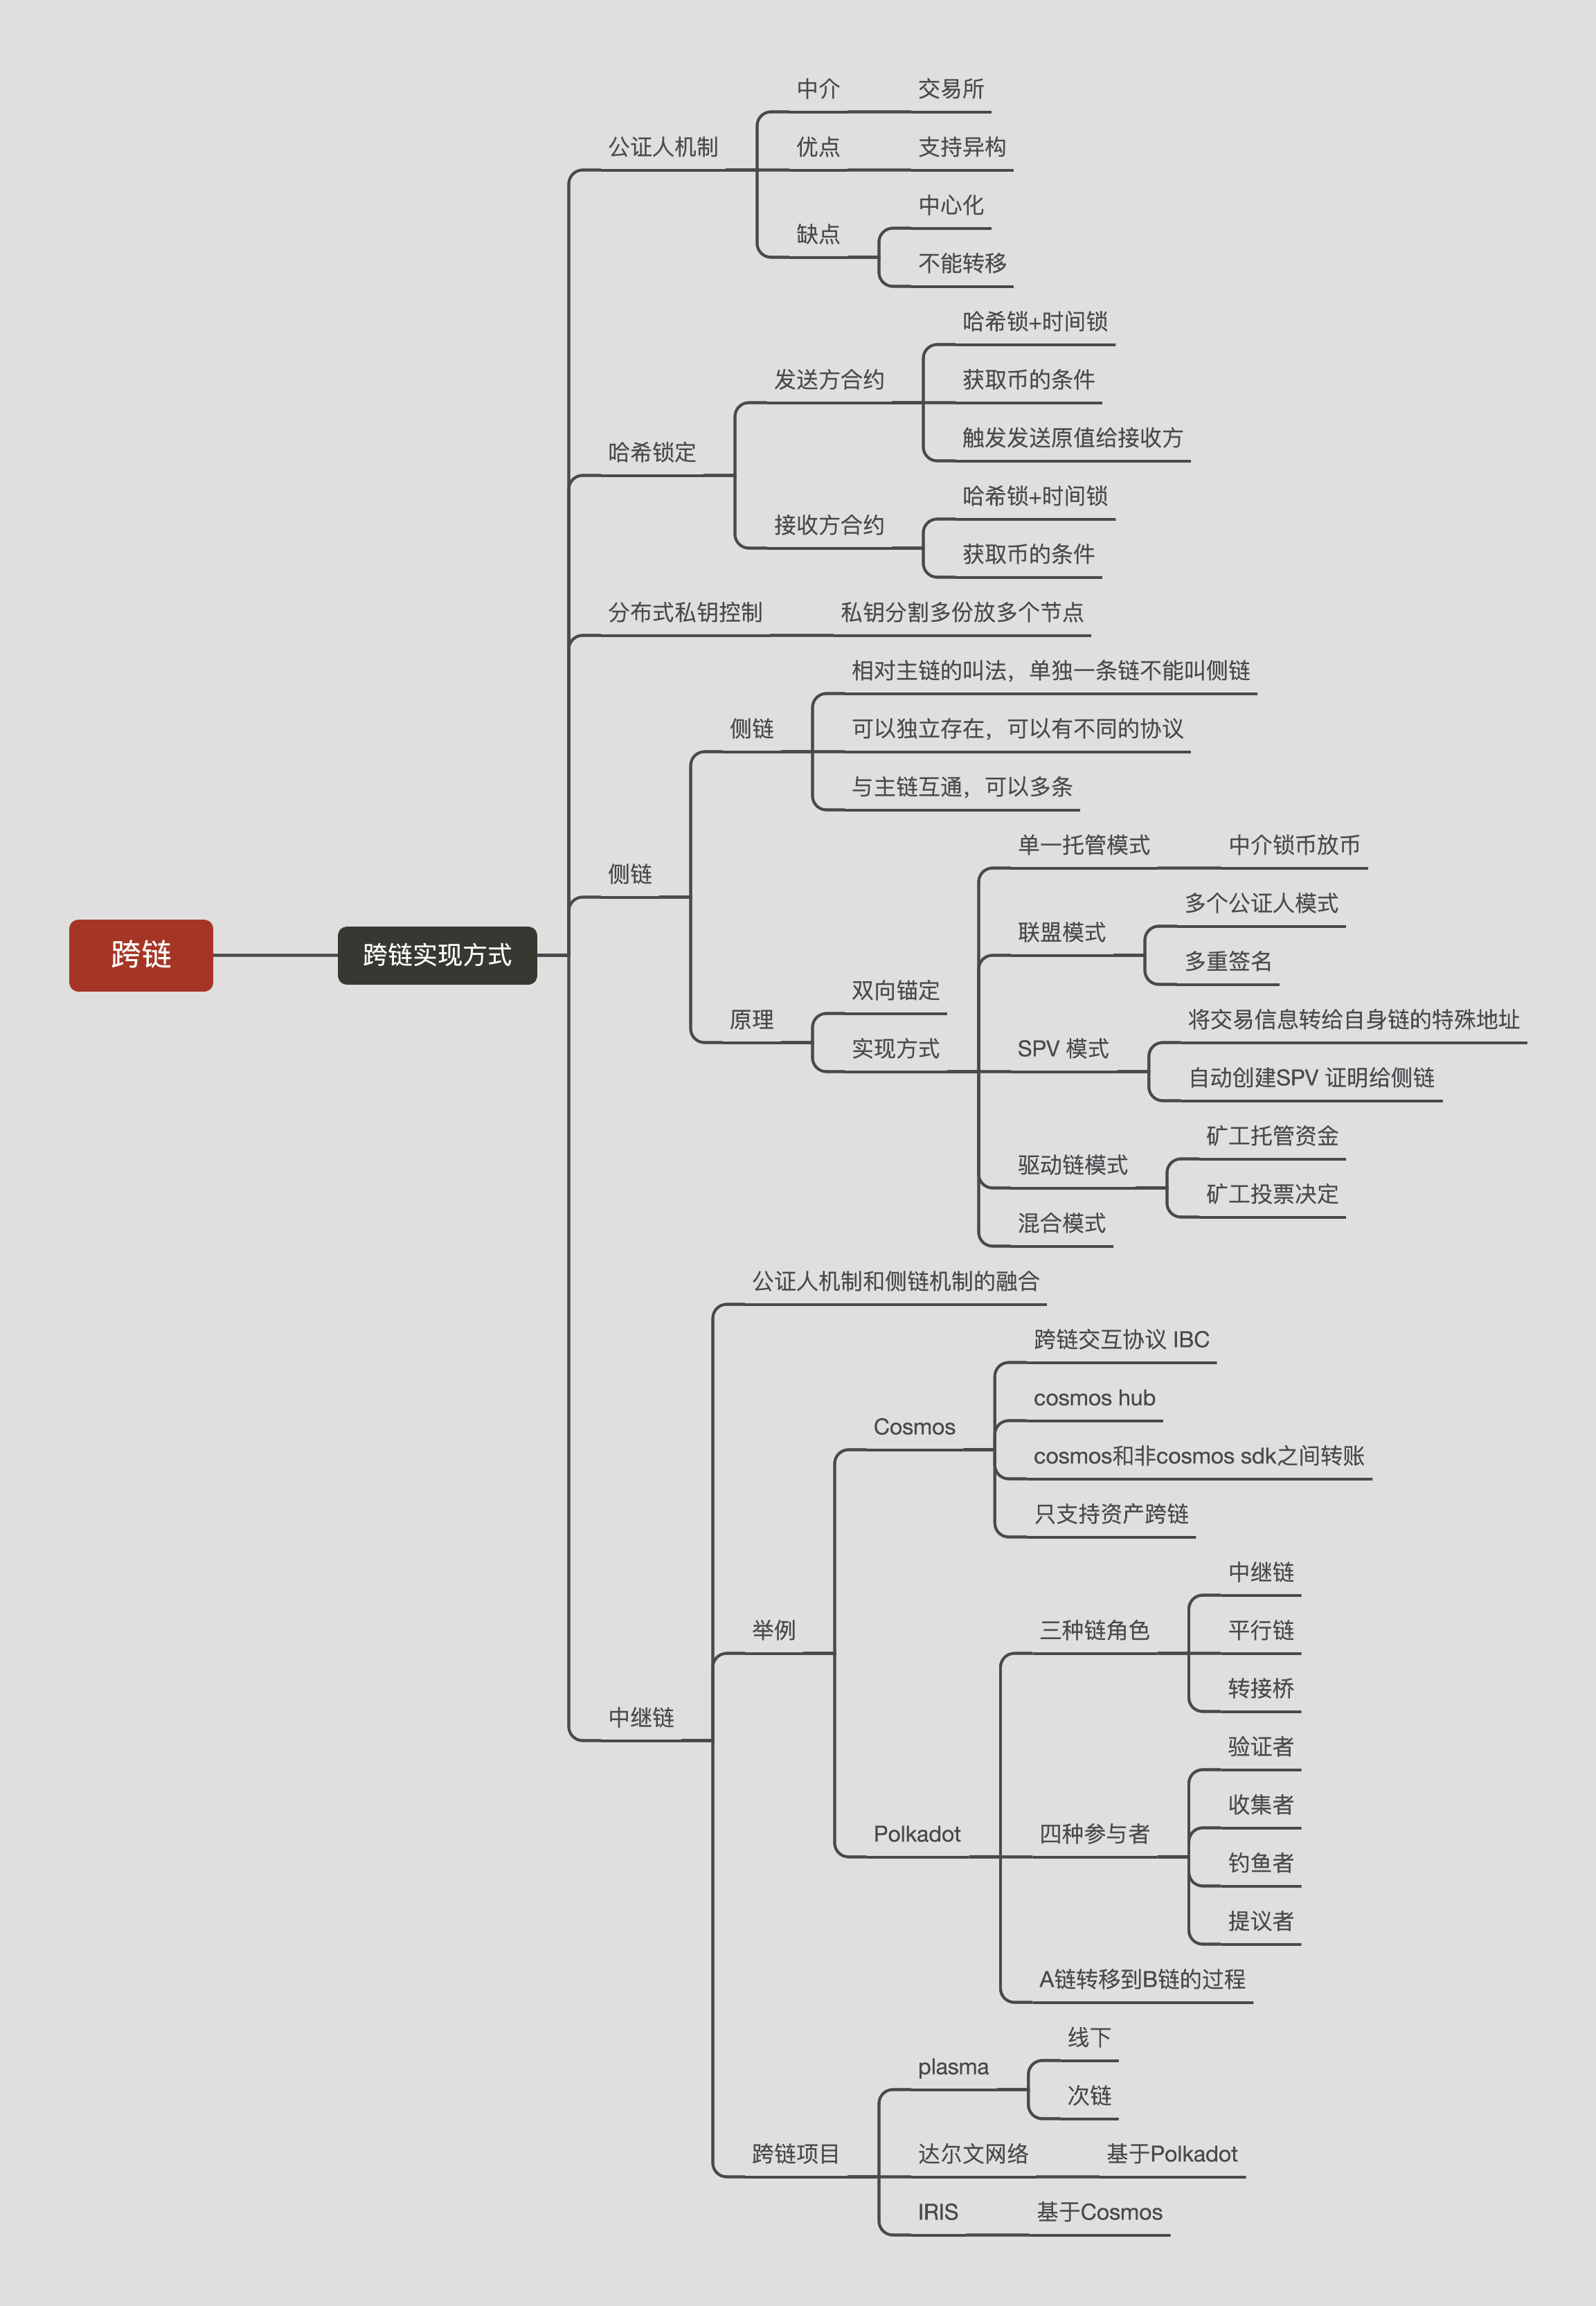 跨链
跨链实现方式
公证人机制
中介
交易所
优点
支持异构
缺点
中心化
不能转移
哈希锁定
发送方合约
哈希锁+时间锁
获取币的条件
触发发送原值给接收方
接收方合约
哈希锁+时间锁
获取币的条件
分布式私钥控制
私钥分割多份放多个节点
侧链
侧链
相对主链的叫法，单独一条链不能叫侧链
可以独立存在，可以有不同的协议
与主链互通，可以多条
原理
双向锚定
实现方式
单一托管模式
中介锁币放币
联盟模式
多个公证人模式
多重签名
SPV 模式
将交易信息转给自身链的特殊地址
自动创建SPV 证明给侧链
驱动链模式
矿工托管资金
矿工投票决定
混合模式
中继链
公证人机制和侧链机制的融合
举例
Cosmos
跨链交互协议 IBC
cosmos hub
cosmos和非cosmos sdk之间转账
只支持资产跨链
Polkadot
三种链角色
中继链
平行链
转接桥
四种参与者
验证者
收集者
钓鱼者
提议者
A链转移到B链的过程
跨链项目
plasma
线下
次链
达尔文网络
基于Polkadot
IRIS
基于Cosmos